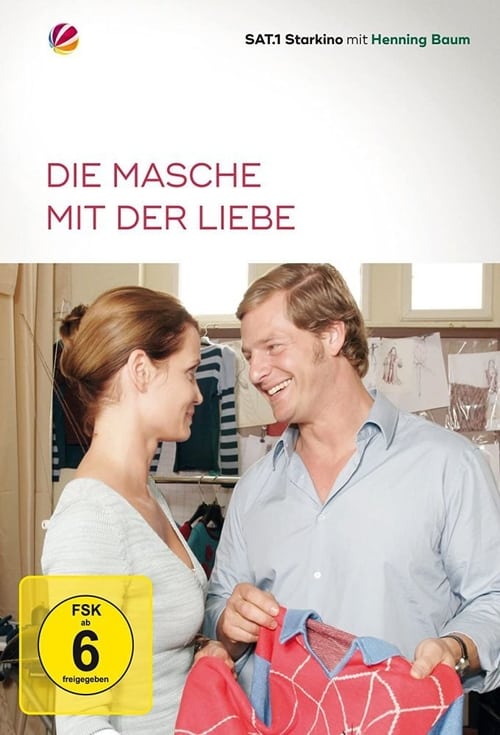 SAT.1 Starkino mit Henning Baum
DIE MASCHE
MIT DER LIEBE
FSK
ab
6
freigegeben